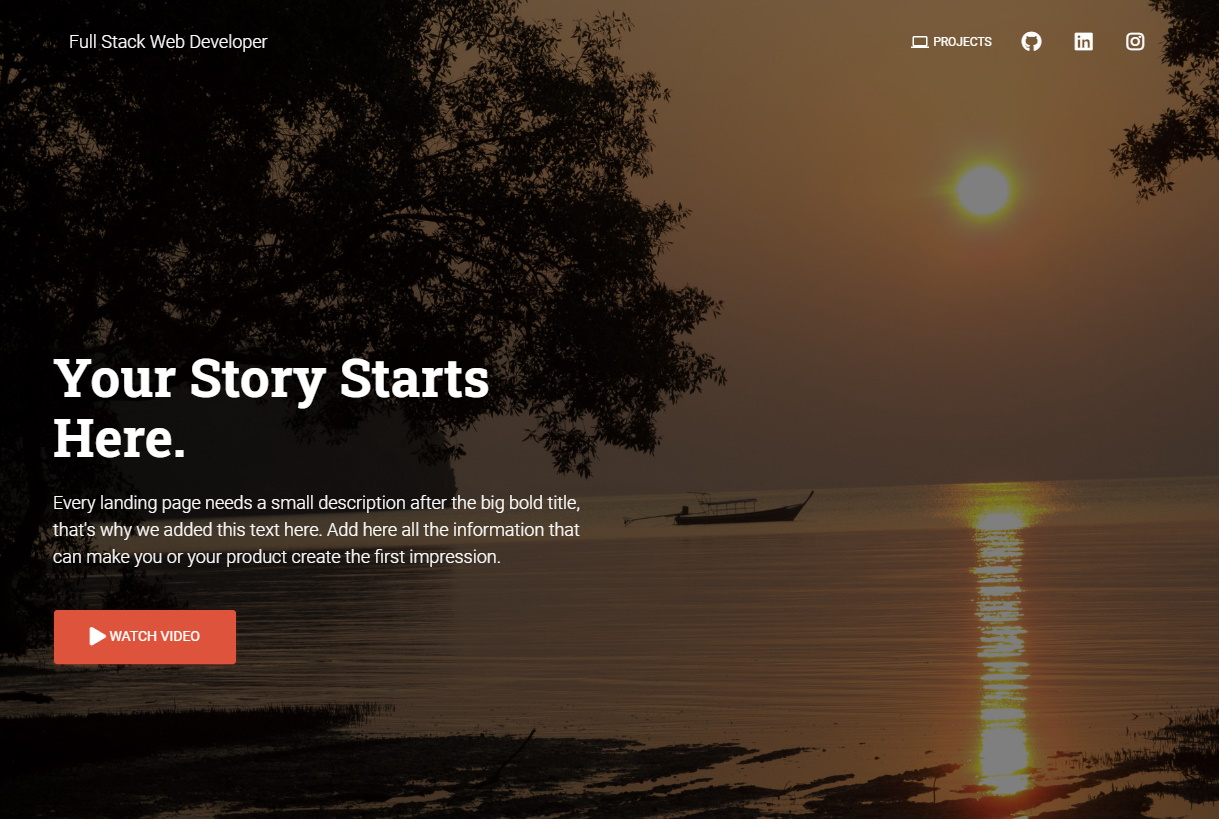 Full Stack Web Developer
PROJECTS
Your Story Starts
Here.
Every landing page needs a small description after the big bold title,
that's why we added this text here. Add here all the information that
can make you or your product create the first impression.
WATCH VIDEO